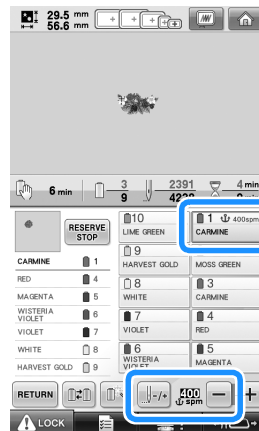 29.5 mm
56.6 mm
6 min
3
9
2391
4 min
RESERVE STOP
10
LIME GREEN
1 400spm
CARMINE
9
HARVEST GOLD
MOSS GREEN
8
WHITE
3
CARMINE
7
VIOLET
4
RED
6
WISTERIA VIOLET
5
MAGENTA
CARMINE 1
RED 4
MAGENTA 5
WISTERIA VIOLET 6
VIOLET 7
WHITE 8
HARVEST GOLD 9
RETURN
-/+
400 spm
−
+
LOCK